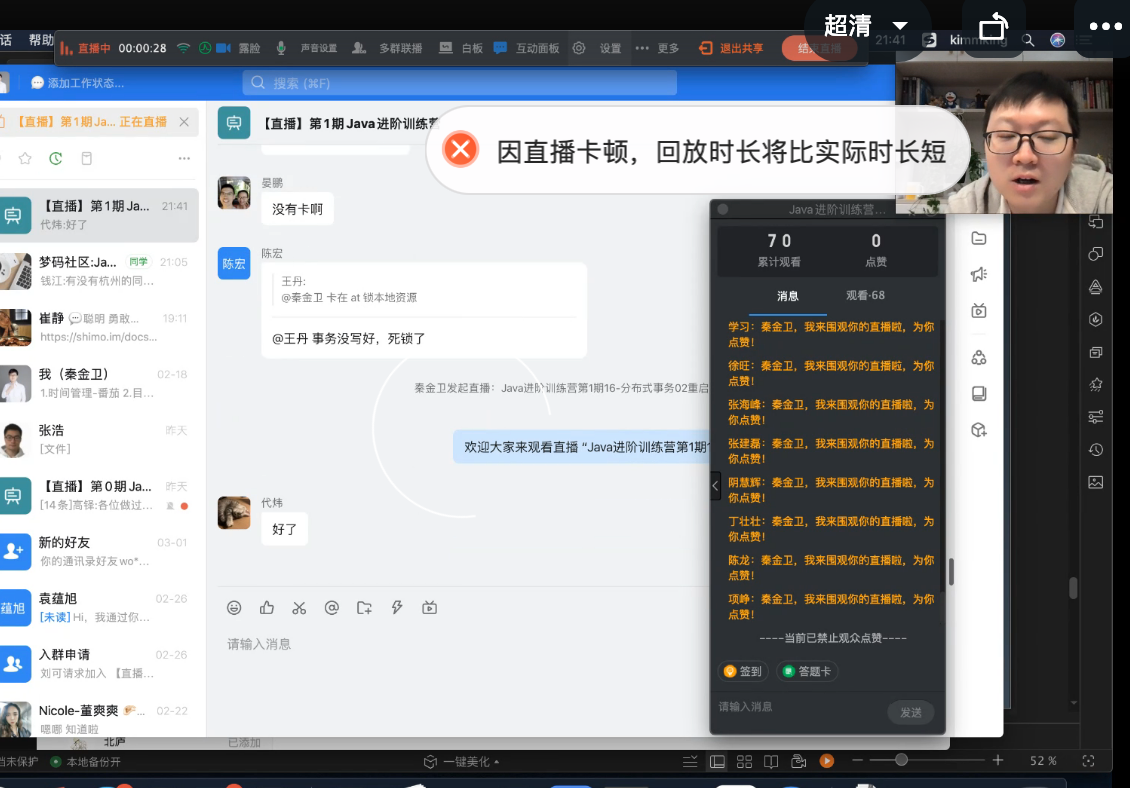 超清
话 帮助
直播中 00:00:28 露脸 声音设置 多群联播 白板 互动面板 设置 更多 退出共享 结束直播
21:41 kimmking
添加工作状态...
搜索 (⌘F)
【直播】第1期Ja... 正在直播
【直播】第1期Ja... 21:41
代炜:好了
梦码社区:Ja... 同学 21:05
钱江:有没有杭州的同...
崔静 聪明 勇敢... 19:11
https://shimo.im/docs...
我（秦金卫） 02-18
1.时间管理-番茄 2.目...
张浩 昨天
[文件]
【直播】第0期Ja... 昨天
[14条]高铎:各位做过...
新的好友 03-01
你的通讯录好友wo*...
蕴旭
袁蕴旭 02-26
[未读] Hi，我通过你...
入群申请 02-26
刘可请求加入 【直播...
Nicole-董爽爽 02-22
嗯嘟 知道啦
【直播】第1期Java进阶训练营
因直播卡顿，回放时长将比实际时长短
晏鹏
没有卡啊
陈宏
陈宏
王丹:
@秦金卫 卡在 at 锁本地资源
@王丹 事务没写好，死锁了
秦金卫发起直播：Java进阶训练营第1期16-分布式事务02重启
欢迎大家来观看直播 “Java进阶训练营第1期1
代炜
好了
请输入消息
Java进阶训练营...
70 0
累计观看 点赞
消息 观看·68
学习：秦金卫，我来围观你的直播啦，为你
点赞！
徐旺：秦金卫，我来围观你的直播啦，为你
点赞！
张海峰：秦金卫，我来围观你的直播啦，为
你点赞！
张建磊：秦金卫，我来围观你的直播啦，为
你点赞！
阴慧辉：秦金卫，我来围观你的直播啦，为
你点赞！
丁壮壮：秦金卫，我来围观你的直播啦，为
你点赞！
陈龙：秦金卫，我来围观你的直播啦，为你
点赞！
项峥：秦金卫，我来围观你的直播啦，为你
点赞！
----当前已禁止观众点赞----
签到 答题卡
请输入消息 发送
北庐 已添加
档未保护 本地备份开 一键美化 52 %